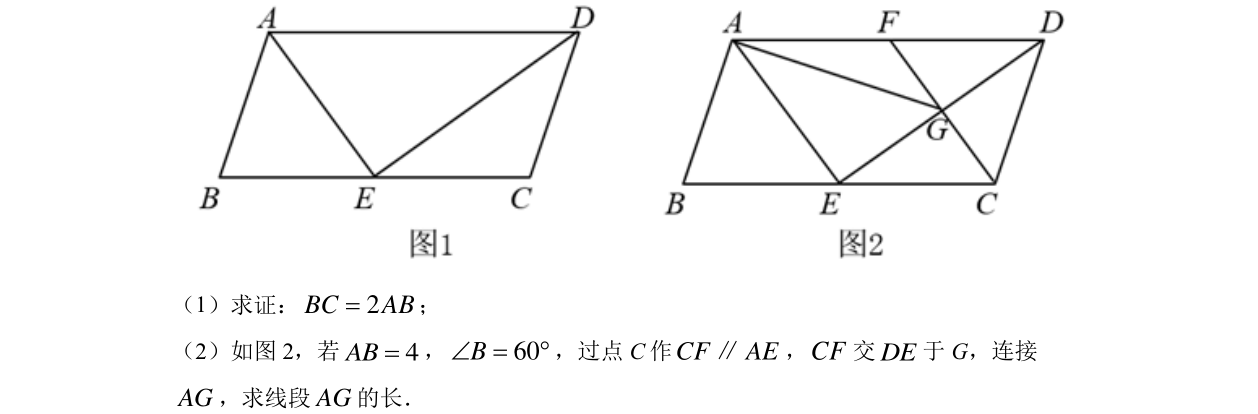 A D A F D
G
B E C B E C
图1 图2
（1）求证：BC = 2AB；
（2）如图 2，若 AB = 4，∠B = 60°，过点 C 作 CF ∥ AE，CF 交 DE 于 G，连接
AG，求线段 AG 的长．